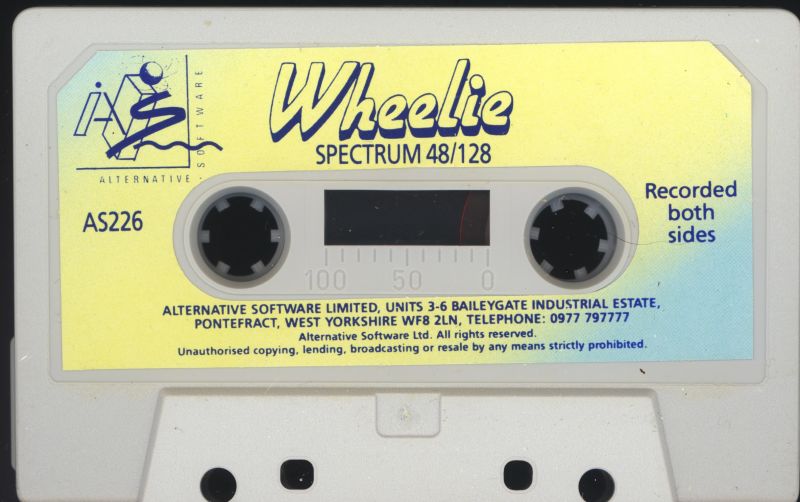 Wheelie
SPECTRUM 48/128
AS
SOFTWARE
ALTERNATIVE
AS226
Recorded
both
sides
100 50 0
ALTERNATIVE SOFTWARE LIMITED, UNITS 3-6 BAILEYGATE INDUSTRIAL ESTATE,
PONTEFRACT, WEST YORKSHIRE WF8 2LN, TELEPHONE: 0977 797777
Alternative Software Ltd. All rights reserved.
Unauthorised copying, lending, broadcasting or resale by any means strictly prohibited.